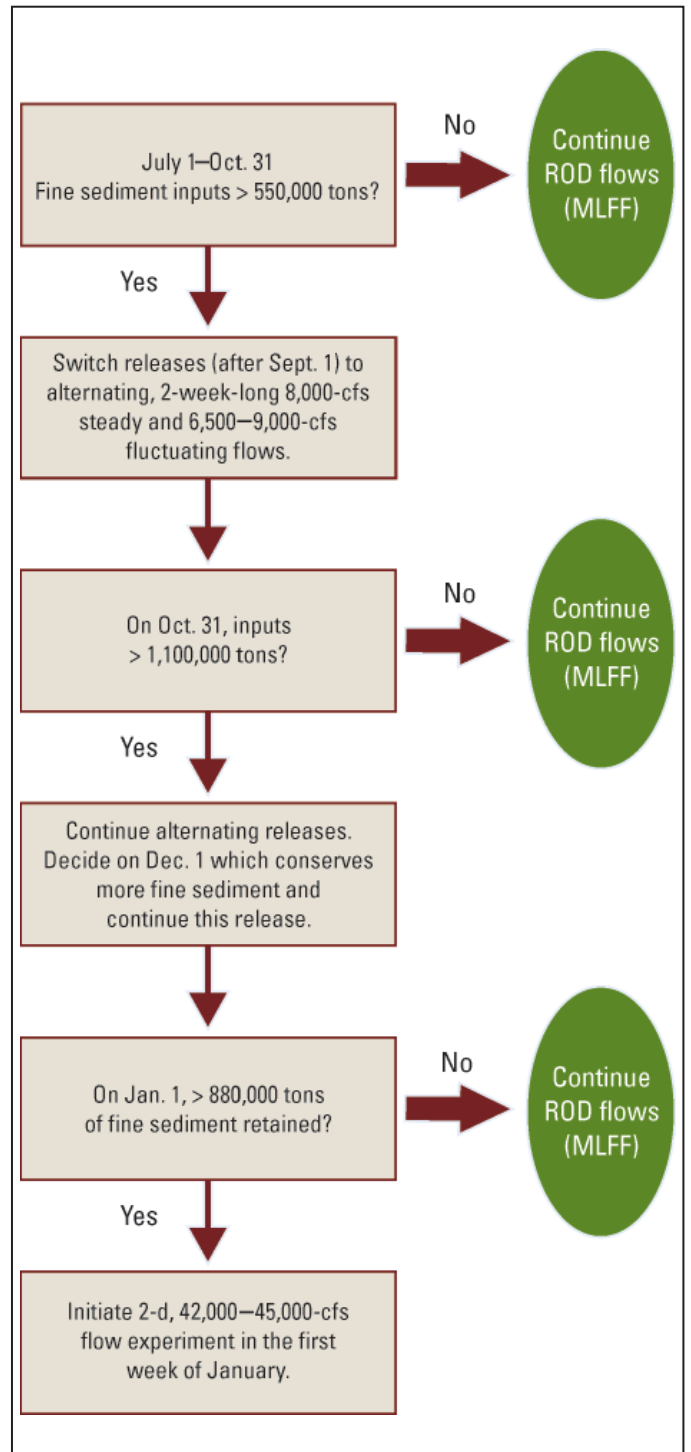 July 1–Oct. 31
Fine sediment inputs > 550,000 tons?
No
Continue
ROD flows
(MLFF)
Yes
Switch releases (after Sept. 1) to
alternating, 2-week-long 8,000-cfs
steady and 6,500–9,000-cfs
fluctuating flows.
On Oct. 31, inputs
> 1,100,000 tons?
No
Continue
ROD flows
(MLFF)
Yes
Continue alternating releases.
Decide on Dec. 1 which conserves
more fine sediment and
continue this release.
On Jan. 1, > 880,000 tons
of fine sediment retained?
No
Continue
ROD flows
(MLFF)
Yes
Initiate 2-d, 42,000–45,000-cfs
flow experiment in the first
week of January.